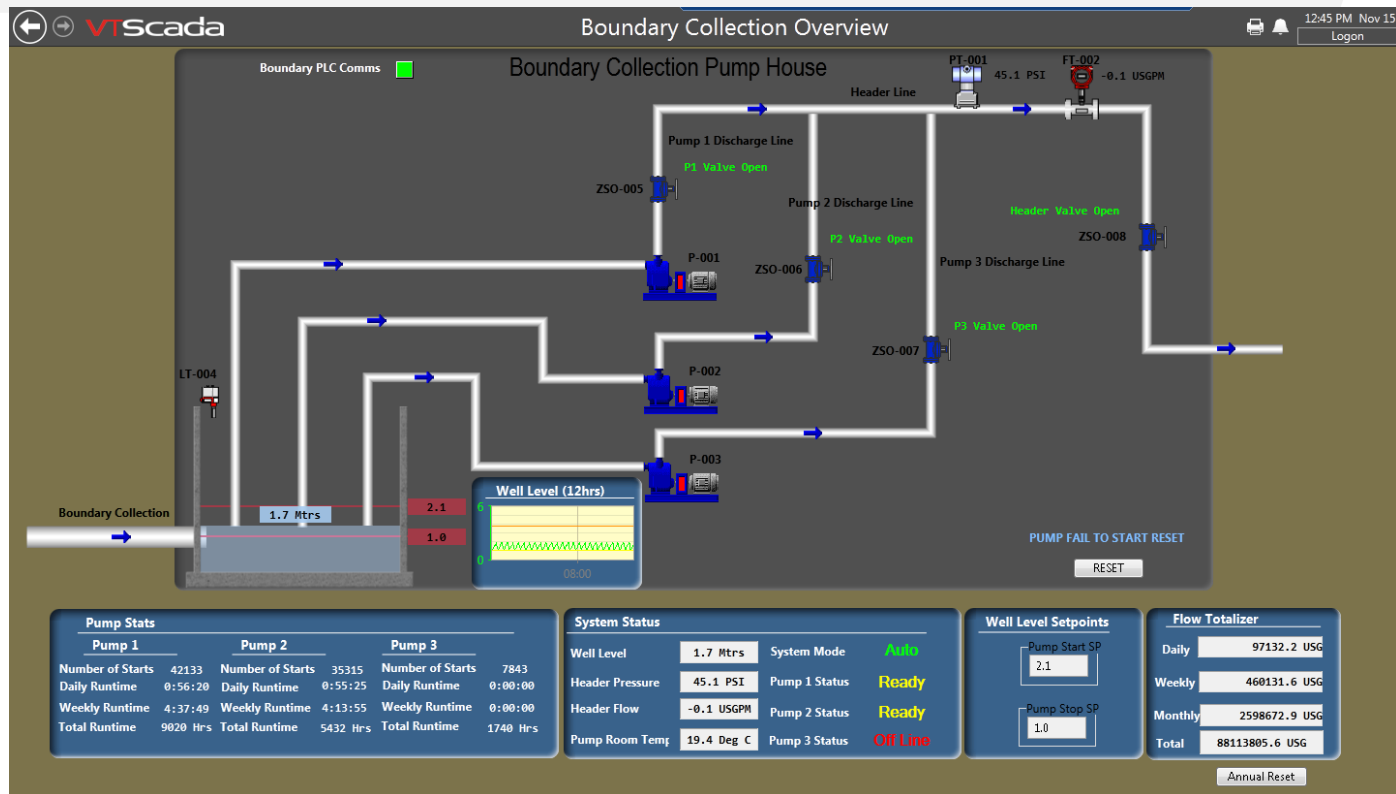 VTScada
Boundary Collection Overview
12:45 PM Nov 15
Logon
Boundary PLC Comms
Boundary Collection Pump House
PT-001
45.1 PSI
FT-002
-0.1 USGPM
Header Line
Pump 1 Discharge Line
P1 Valve Open
ZSO-005
Pump 2 Discharge Line
Header Valve Open
P2 Valve Open
ZSO-008
P-001
ZSO-006
Pump 3 Discharge Line
P3 Valve Open
ZSO-007
LT-004
P-002
P-003
Well Level (12hrs)
6
0
08:00
Boundary Collection
1.7 Mtrs
2.1
1.0
PUMP FAIL TO START RESET
RESET
Pump Stats
Pump 1 Pump 2 Pump 3
Number of Starts 42133 Number of Starts 35315 Number of Starts 7843
Daily Runtime 0:56:20 Daily Runtime 0:55:25 Daily Runtime 0:00:00
Weekly Runtime 4:37:49 Weekly Runtime 4:13:55 Weekly Runtime 0:00:00
Total Runtime 9020 Hrs Total Runtime 5432 Hrs Total Runtime 1740 Hrs
System Status
Well Level 1.7 Mtrs System Mode Auto
Header Pressure 45.1 PSI Pump 1 Status Ready
Header Flow -0.1 USGPM Pump 2 Status Ready
Pump Room Temp 19.4 Deg C Pump 3 Status Off Line
Well Level Setpoints
Pump Start SP
2.1
Pump Stop SP
1.0
Flow Totalizer
Daily 97132.2 USG
Weekly 460131.6 USG
Monthly 2598672.9 USG
Total 88113805.6 USG
Annual Reset